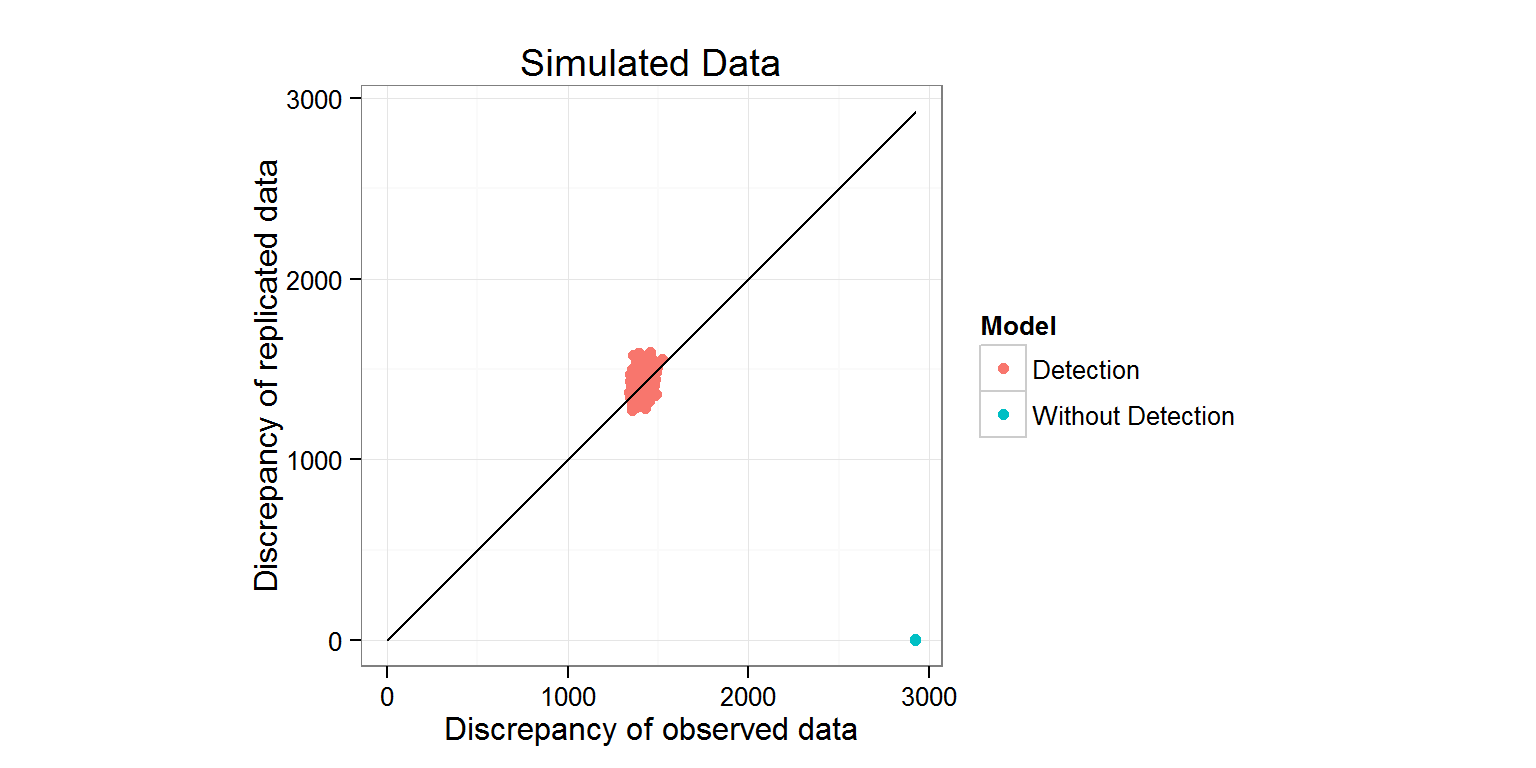 Simulated Data
Discrepancy of replicated data
3000
2000
1000
0
0 1000 2000 3000
Discrepancy of observed data
Model
Detection
Without Detection